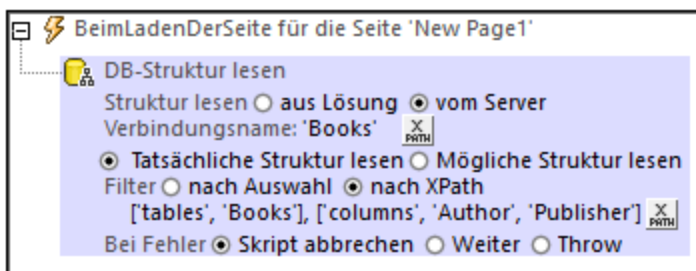 BeimLadenDerSeite für die Seite 'New Page1'
DB-Struktur lesen
Struktur lesen aus Lösung vom Server
Verbindungsname: 'Books' X PATH
Tatsächliche Struktur lesen Mögliche Struktur lesen
Filter nach Auswahl nach XPath
['tables', 'Books'], ['columns', 'Author', 'Publisher'] X PATH
Bei Fehler Skript abbrechen Weiter Throw